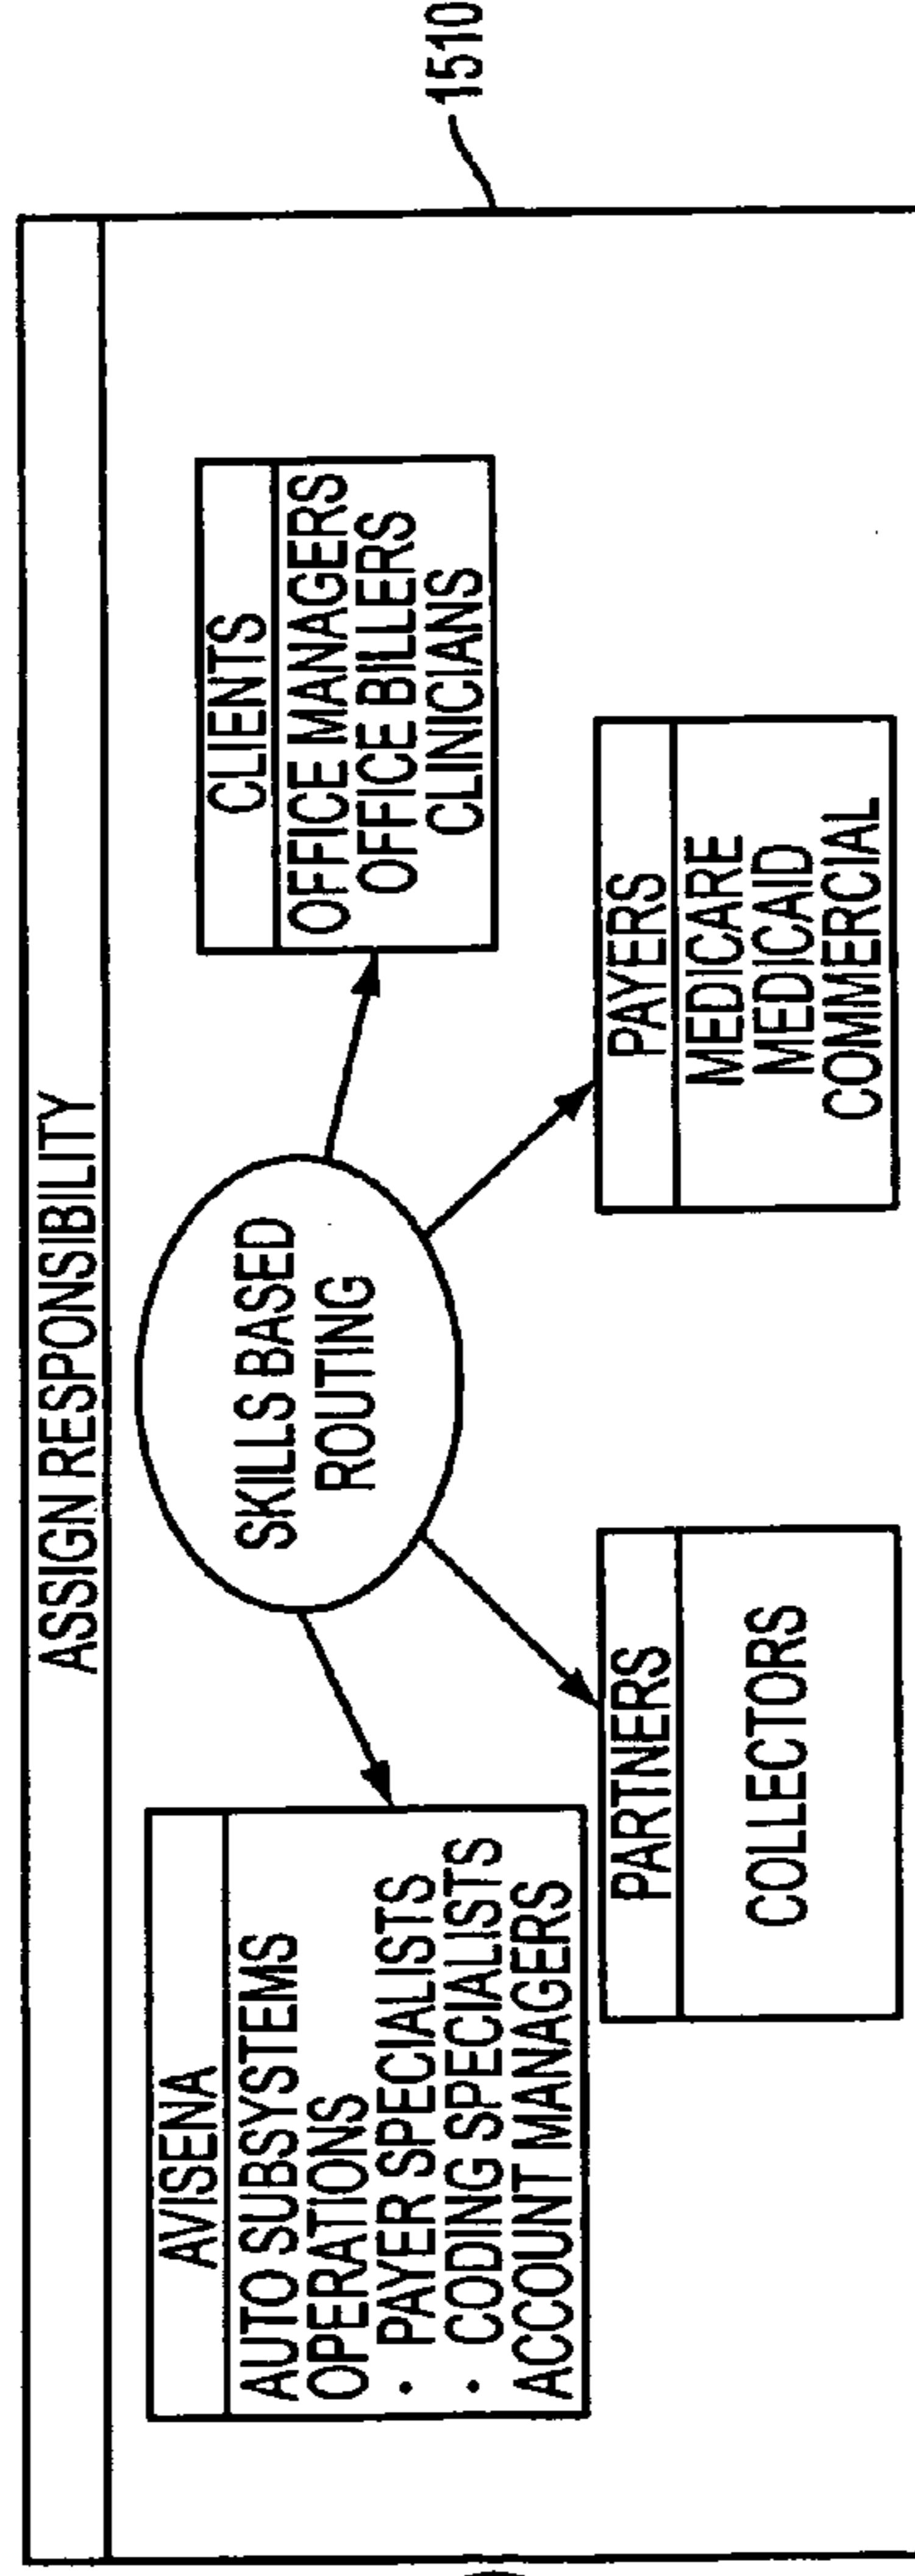 ASSIGN RESPONSIBILITY
AVISENA
AUTO SUBSYSTEMS
OPERATIONS
· PAYER SPECIALISTS
· CODING SPECIALISTS
ACCOUNT MANAGERS
SKILLS BASED
ROUTING
CLIENTS
OFFICE MANAGERS
OFFICE BILLERS
CLINICIANS
PARTNERS
COLLECTORS
PAYERS
MEDICARE
MEDICAID
COMMERCIAL
1510